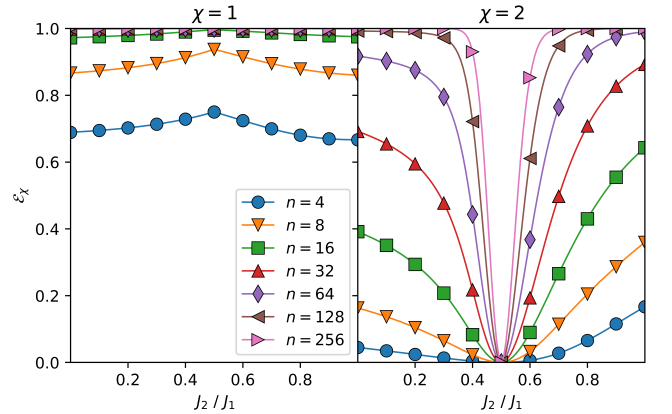 χ = 1
χ = 2
1.0
0.8
0.6
0.4
0.2
0.0
ℰχ
n = 4
n = 8
n = 16
n = 32
n = 64
n = 128
n = 256
0.2 0.4 0.6 0.8
0.2 0.4 0.6 0.8
J2 / J1
J2 / J1